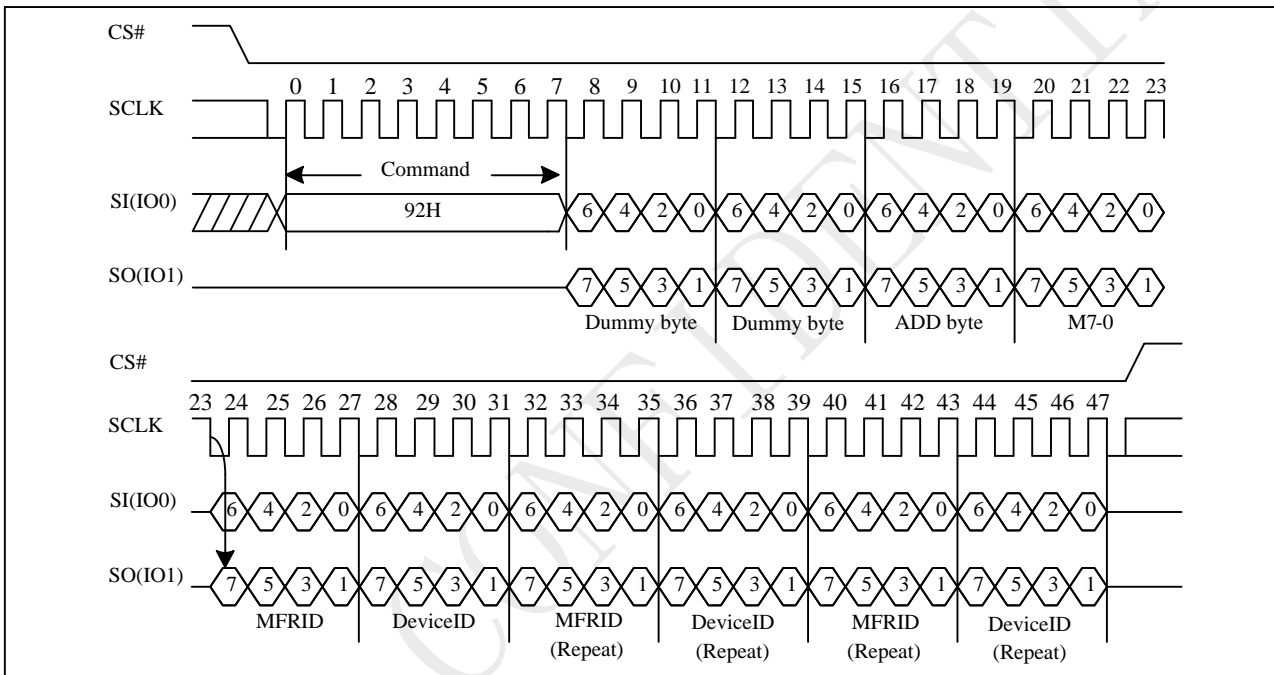 CS#
0 1 2 3 4 5 6 7 8 9 10 11 12 13 14 15 16 17 18 19 20 21 22 23
SCLK
Command
SI(IO0) 92H 6 4 2 0 6 4 2 0 6 4 2 0 6 4 2 0
SO(IO1) 7 5 3 1 7 5 3 1 7 5 3 1 7 5 3 1
Dummy byte Dummy byte ADD byte M7-0
CS#
23 24 25 26 27 28 29 30 31 32 33 34 35 36 37 38 39 40 41 42 43 44 45 46 47
SCLK
SI(IO0) 6 4 2 0 6 4 2 0 6 4 2 0 6 4 2 0 6 4 2 0 6 4 2 0
SO(IO1) 7 5 3 1 7 5 3 1 7 5 3 1 7 5 3 1 7 5 3 1 7 5 3 1
MFRID DeviceID MFRID DeviceID MFRID DeviceID
(Repeat) (Repeat) (Repeat) (Repeat)
CONFIDENTI